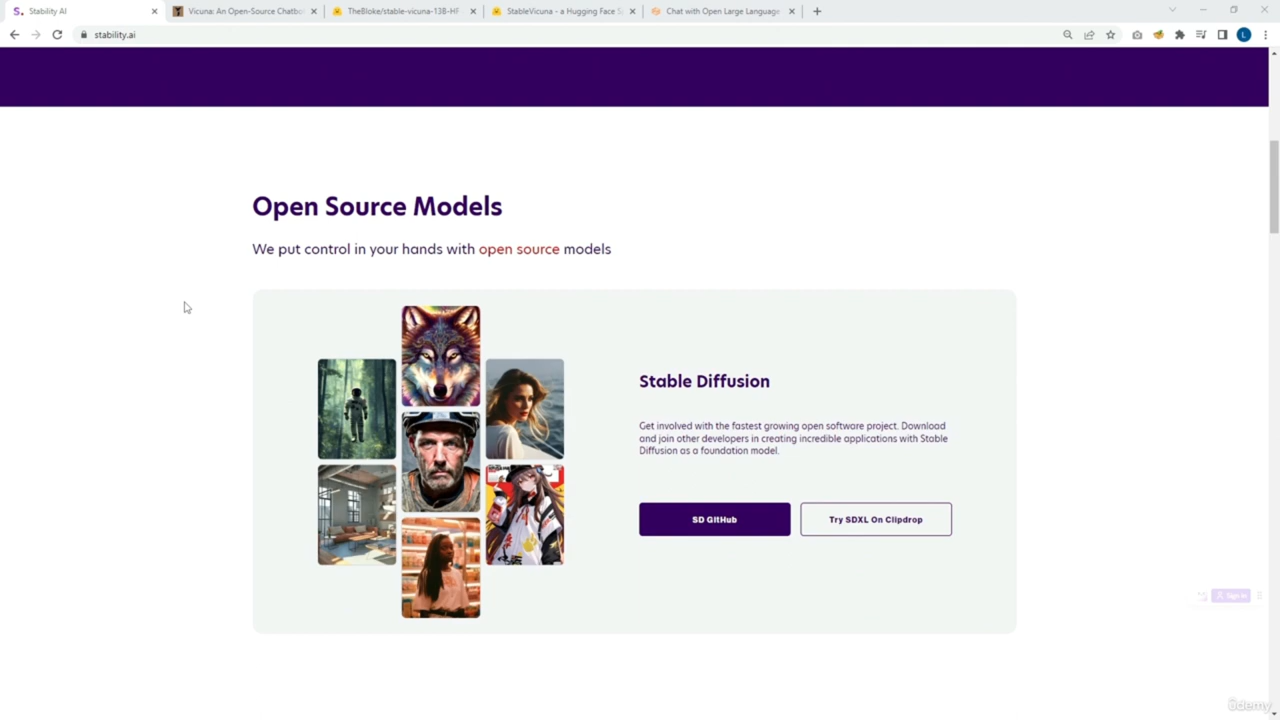 S. Stability AI
Vicuna: An Open-Source Chatbo
TheBloke/stable-vicuna-13B-HF
StableVicuna - a Hugging Face S
Chat with Open Large Language
stability.ai
L
Open Source Models
We put control in your hands with open source models
Stable Diffusion
Get involved with the fastest growing open software project. Download
and join other developers in creating incredible applications with Stable
Diffusion as a foundation model.
SD GitHub
Try SDXL On Clipdrop
Sign in
ûdemy